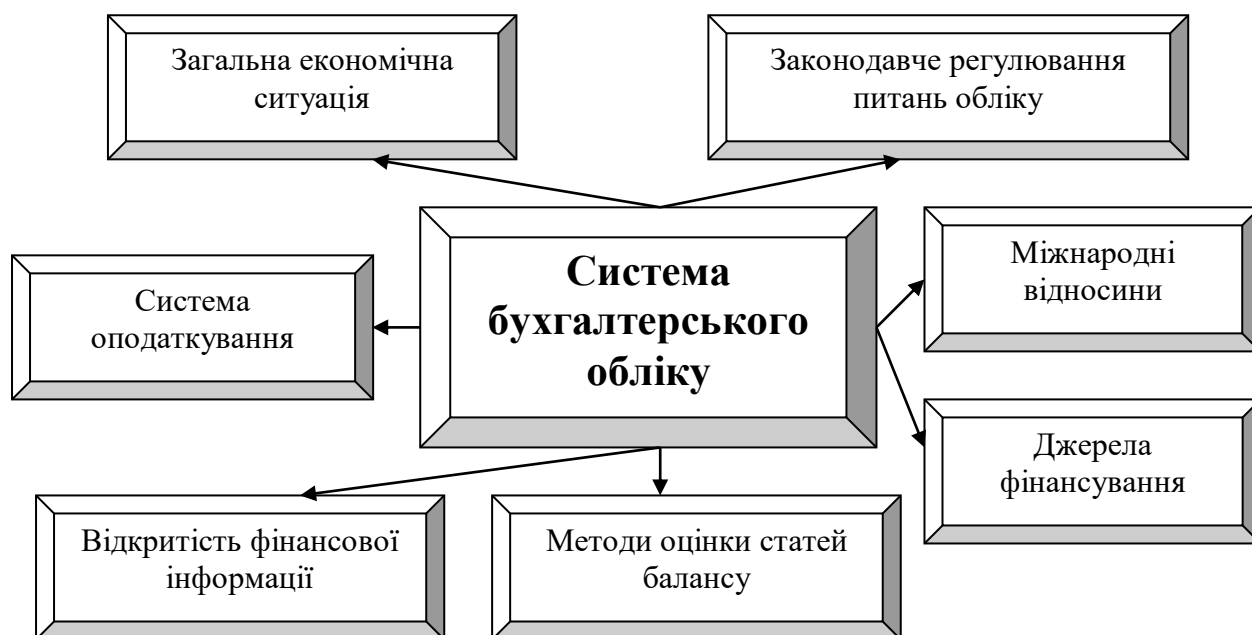 Загальна економічна
ситуація
Законодавче регулювання
питань обліку
Система
бухгалтерського
обліку
Міжнародні
відносини
Система
оподаткування
Джерела
фінансування
Відкритість фінансової
інформації
Методи оцінки статей
балансу